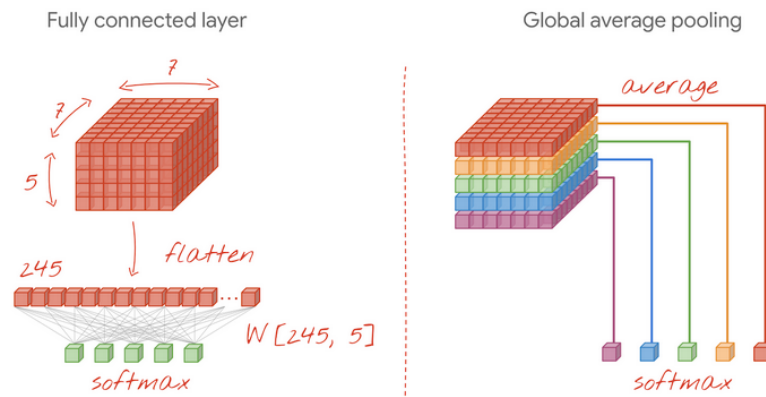 Fully connected layer
7
7
5
flatten
245
...
W [245, 5]
softmax
Global average pooling
average
softmax